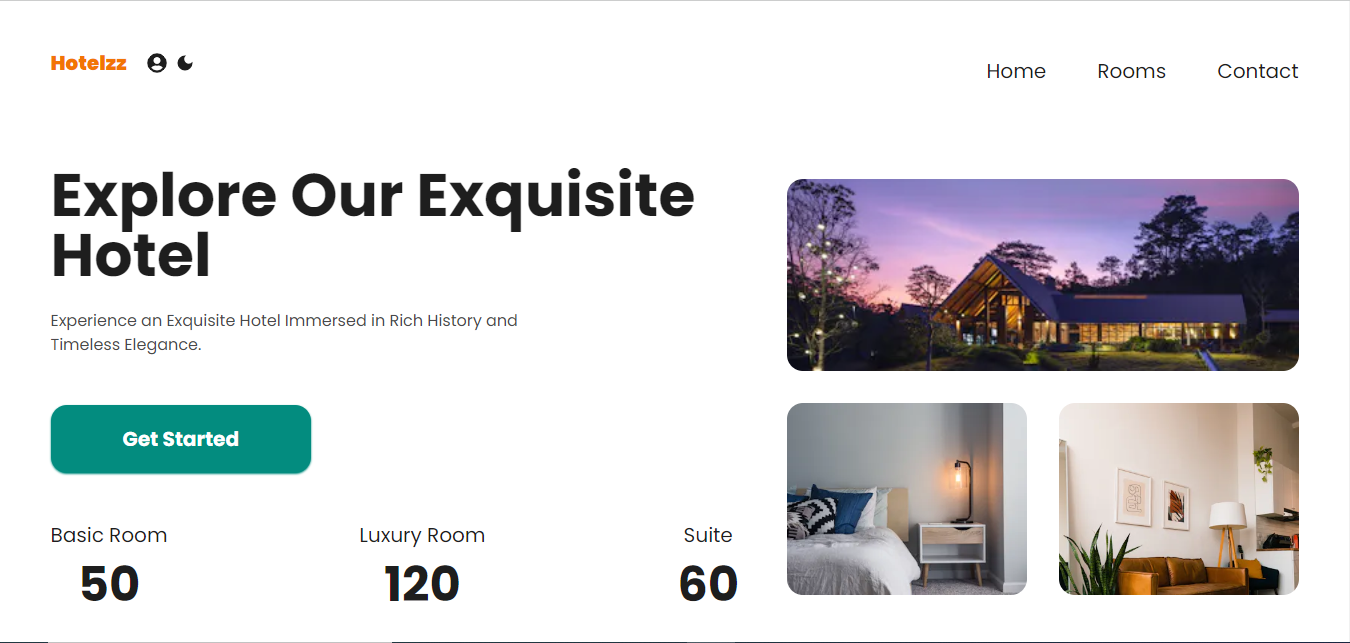 Hotelzz
Home Rooms Contact
Explore Our Exquisite
Hotel
Experience an Exquisite Hotel Immersed in Rich History and
Timeless Elegance.
Get Started
Basic Room Luxury Room Suite
50 120 60